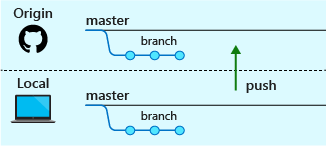 Origin
master
branch
Local
push
master
branch